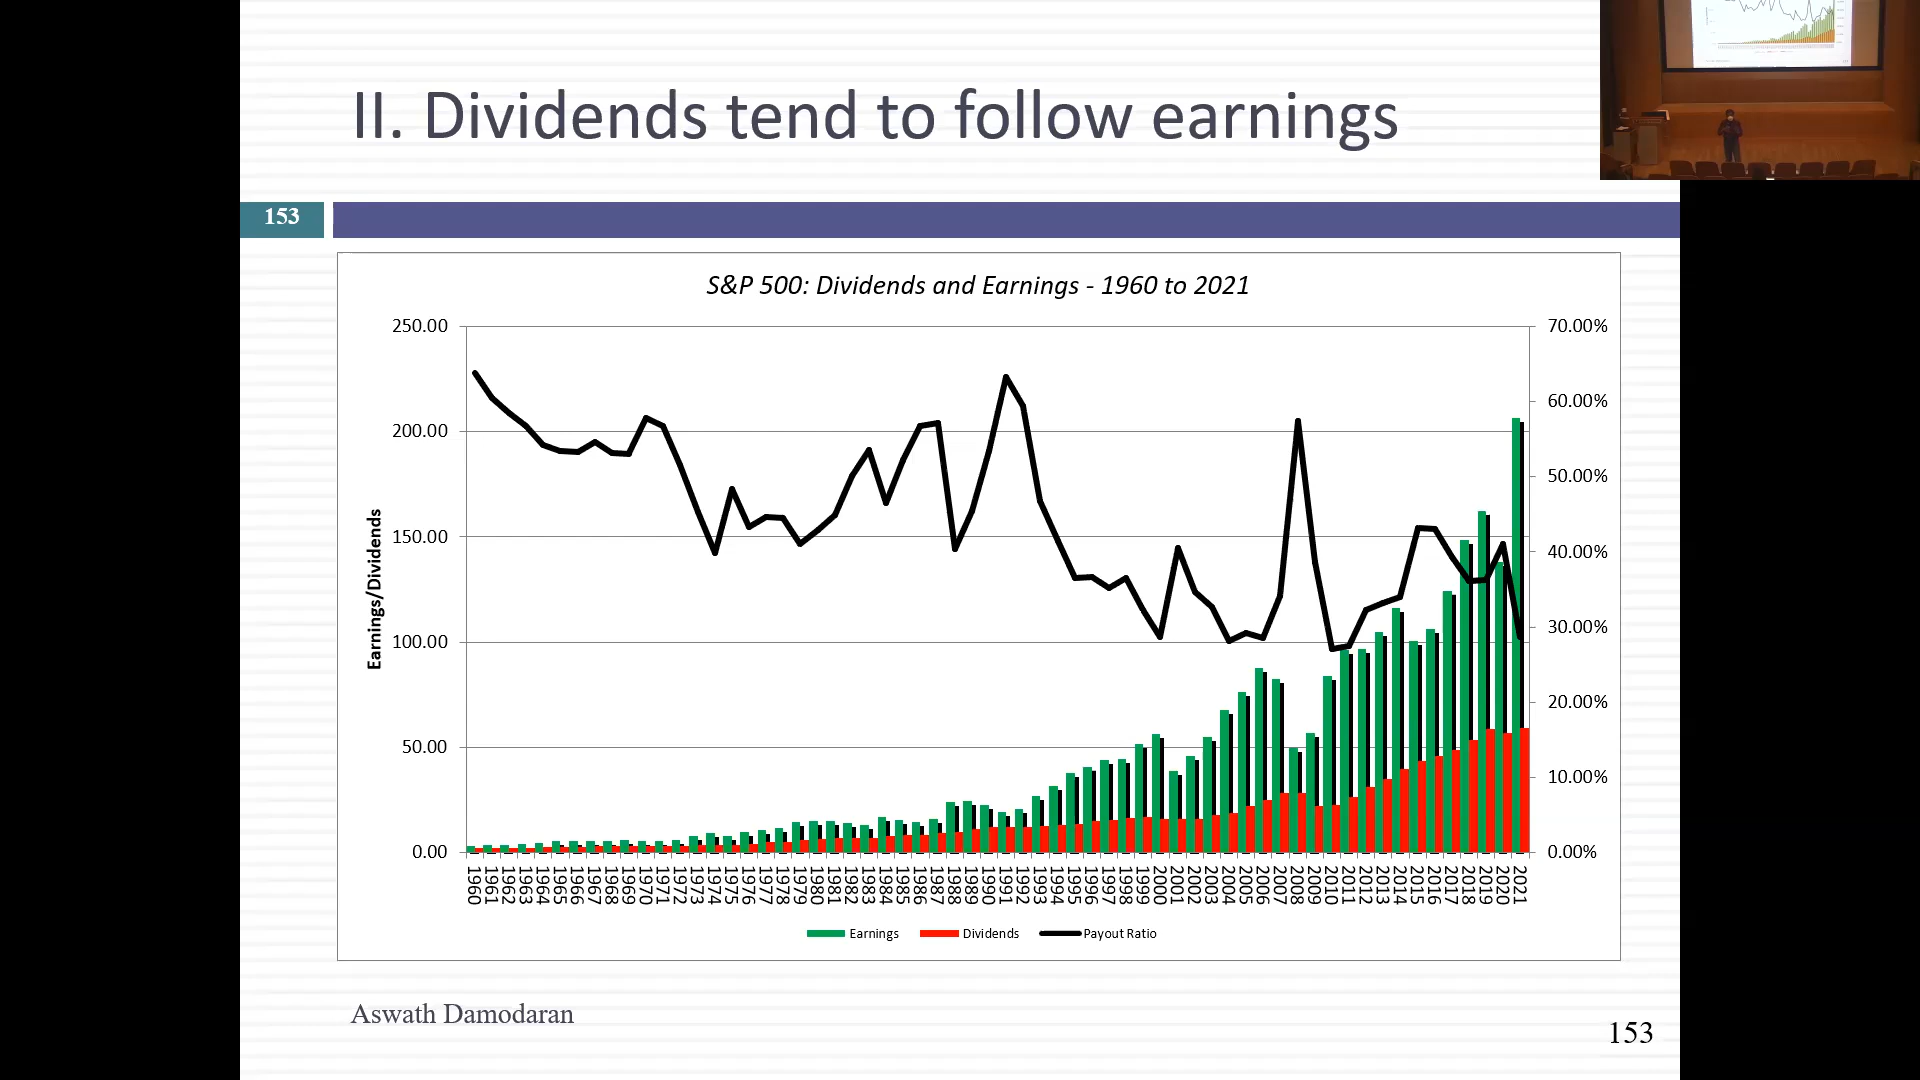 II. Dividends tend to follow earnings
153
S&P 500: Dividends and Earnings - 1960 to 2021
250.00
200.00
150.00
100.00
50.00
0.00
Earnings/Dividends
70.00%
60.00%
50.00%
40.00%
30.00%
20.00%
10.00%
0.00%
1960 1961 1962 1963 1964 1965 1966 1967 1968 1969 1970 1971 1972 1973 1974 1975 1976 1977 1978 1979 1980 1981 1982 1983 1984 1985 1986 1987 1988 1989 1990 1991 1992 1993 1994 1995 1996 1997 1998 1999 2000 2001 2002 2003 2004 2005 2006 2007 2008 2009 2010 2011 2012 2013 2014 2015 2016 2017 2018 2019 2020 2021
Earnings Dividends Payout Ratio
Aswath Damodaran
153